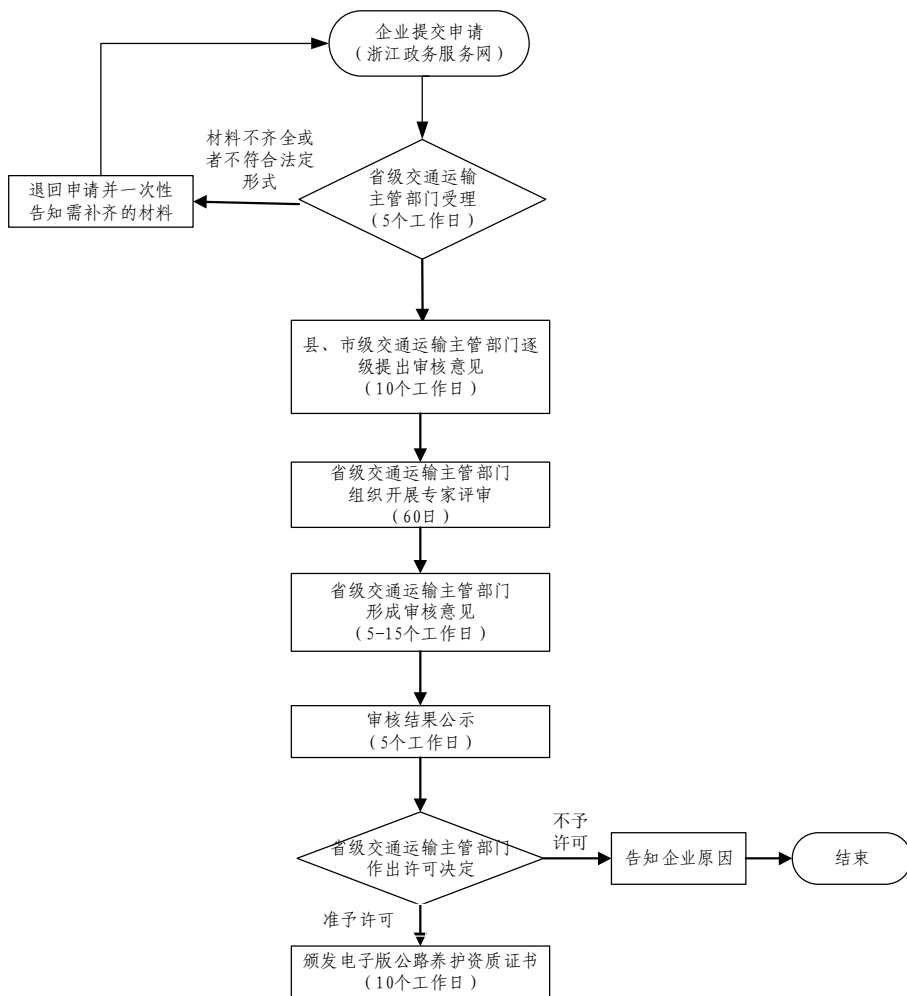 企业提交申请
（浙江政务服务网）
材料不齐全或
者不符合法定
形式
省级交通运输
主管部门受理
（5个工作日）
退回申请并一次性
告知需补齐的材料
县、市级交通运输主管部门逐
级提出审核意见
（10个工作日）
省级交通运输主管部门
组织开展专家评审
（60日）
省级交通运输主管部门
形成审核意见
（5-15个工作日）
审核结果公示
（5个工作日）
省级交通运输主管部门
作出许可决定
不予
许可
告知企业原因
结束
准予许可
颁发电子版公路养护资质证书
（10个工作日）